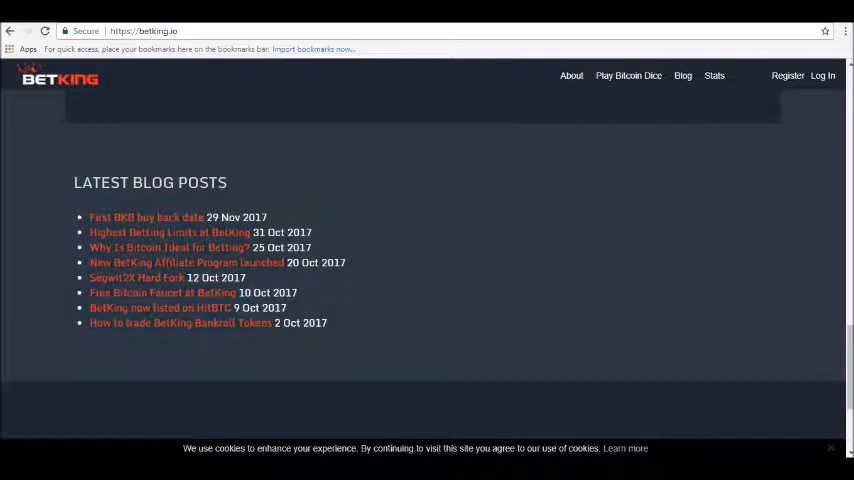 Secure https://betking.io
Apps For quick access, place your bookmarks here on the bookmarks bar. Import bookmarks now...
BETKING About Play Bitcoin Dice Blog Stats Register Log In
LATEST BLOG POSTS
First BKB buy back date 29 Nov 2017
Highest Betting Limits at BetKing 31 Oct 2017
Why Is Bitcoin Ideal for Betting? 25 Oct 2017
New BetKing Affiliate Program launched 20 Oct 2017
Segwit2X Hard Fork 12 Oct 2017
Free Bitcoin Faucet at BetKing 10 Oct 2017
BetKing now listed on HitBTC 9 Oct 2017
How to trade BetKing Bankroll Tokens 2 Oct 2017
We use cookies to enhance your experience. By continuing to visit this site you agree to our use of cookies. Learn more